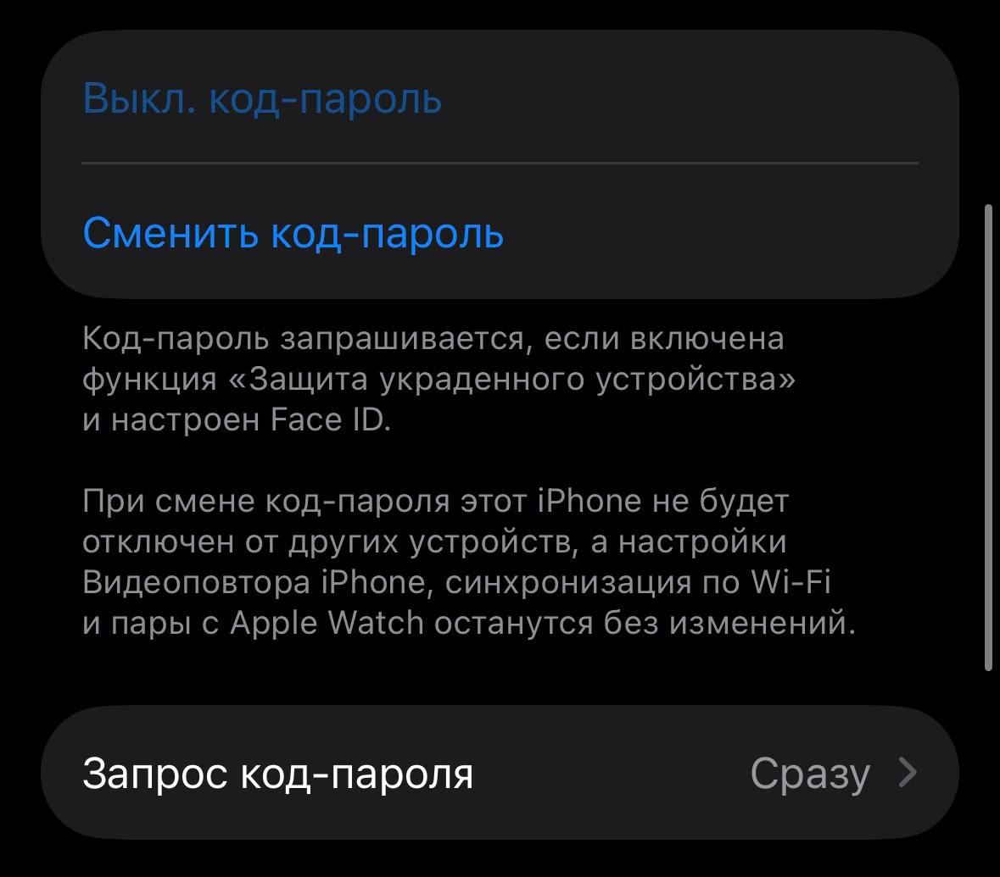 Выкл. код-пароль
Сменить код-пароль
Код-пароль запрашивается, если включена
функция «Защита украденного устройства»
и настроен Face ID.
При смене код-пароля этот iPhone не будет
отключен от других устройств, а настройки
Видеоповтора iPhone, синхронизация по Wi-Fi
и пары с Apple Watch останутся без изменений.
Запрос код-пароля Сразу